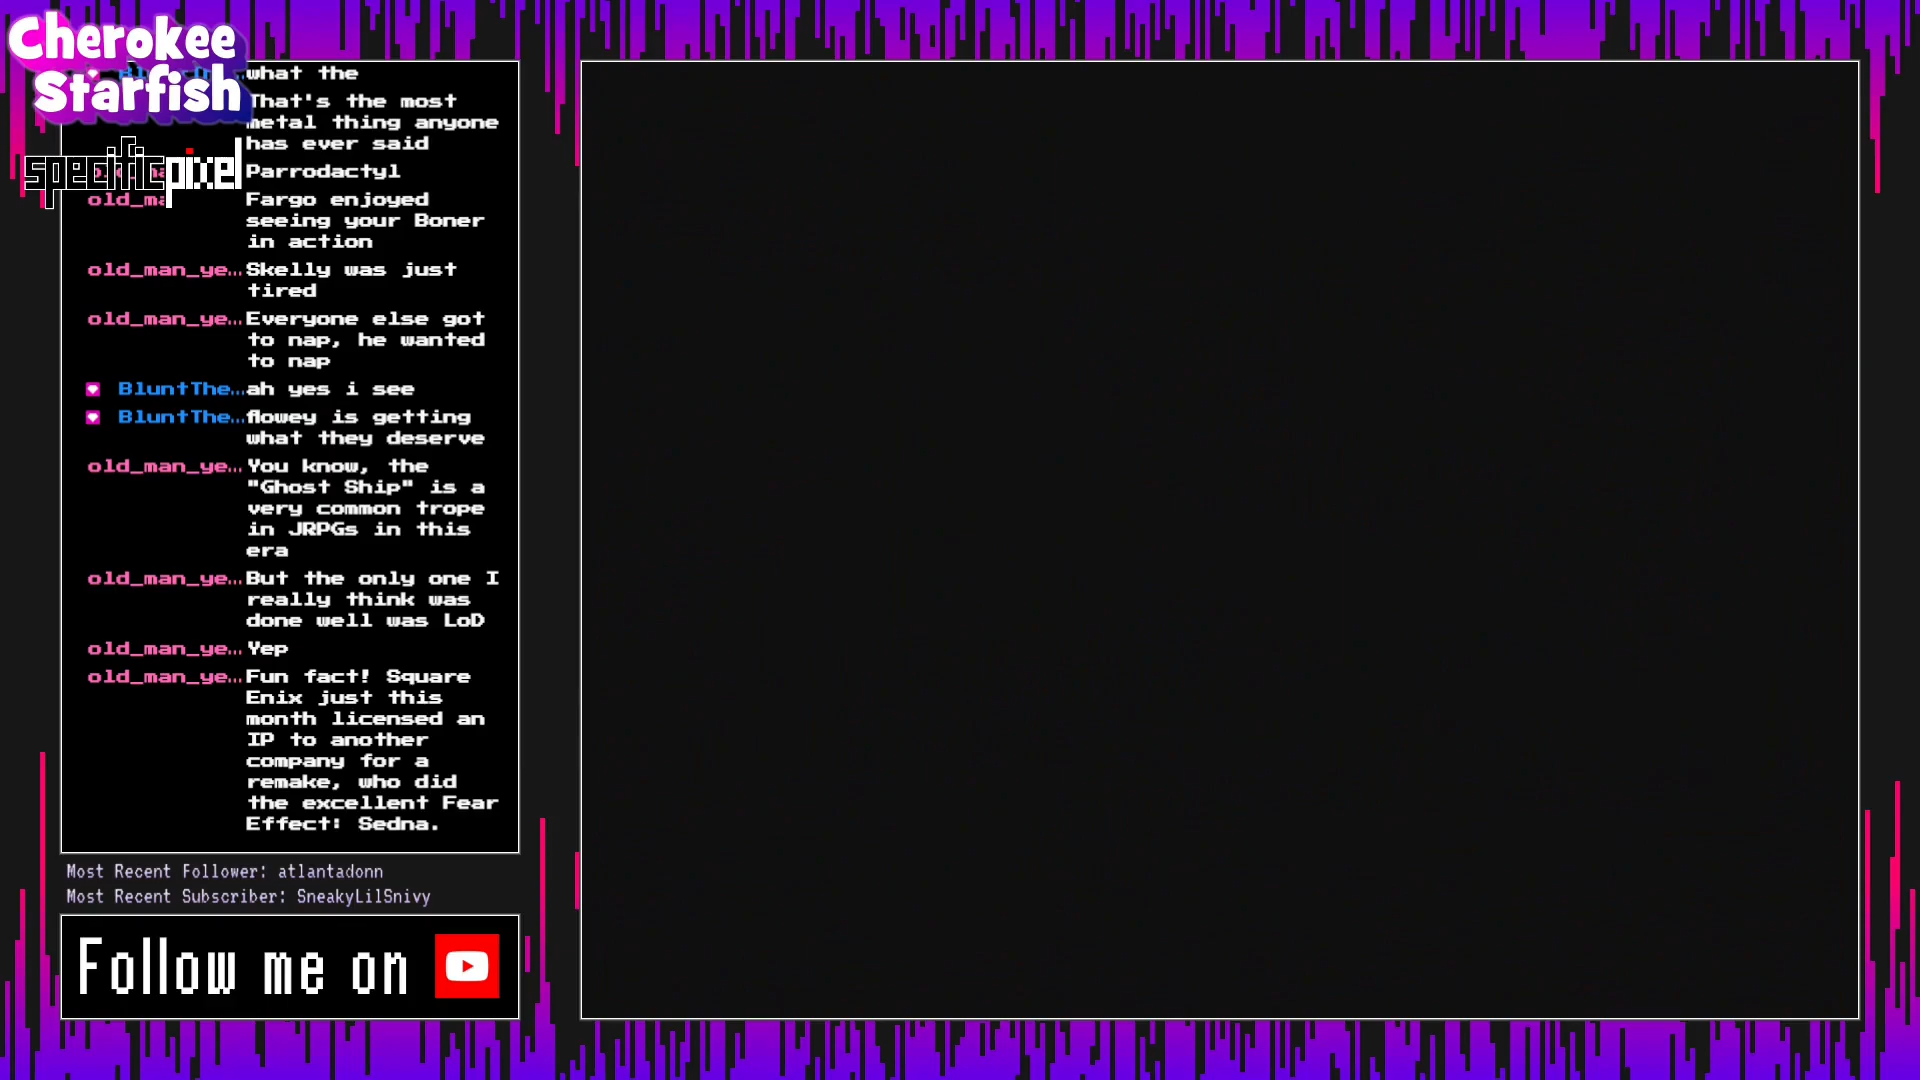 Cherokee
Starfish
specificpixel
what the
That's the most
metal thing anyone
has ever said
Parrodactyl
old_ma Fargo enjoyed
seeing your Boner
in action
old_man_ye… Skelly was just
tired
old_man_ye… Everyone else got
to nap, he wanted
to nap
BluntThe… ah yes i see
BluntThe… flowey is getting
what they deserve
old_man_ye… You know, the
"Ghost Ship" is a
very common trope
in JRPGs in this
era
old_man_ye… But the only one I
really think was
done well was LoD
old_man_ye… Yep
old_man_ye… Fun fact! Square
Enix just this
month licensed an
IP to another
company for a
remake, who did
the excellent Fear
Effect: Sedna.
Most Recent Follower: atlantadonn
Most Recent Subscriber: SneakyLilSnivy
Follow me on